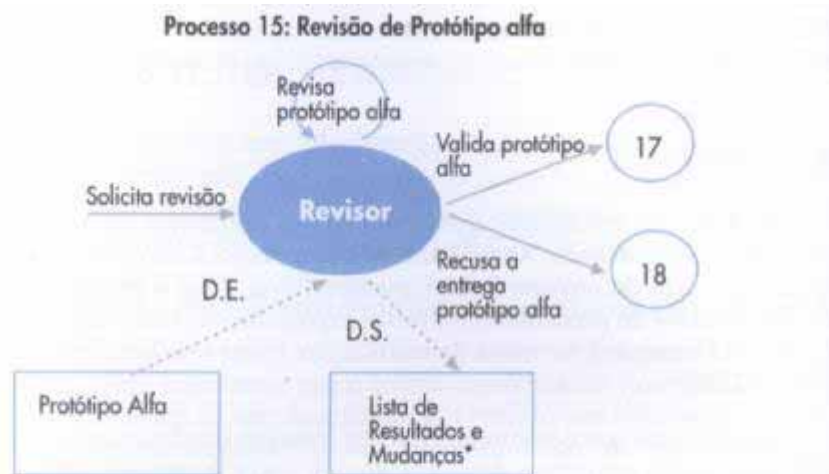 Processo 15: Revisão de Protótipo alfa
Revisa
protótipo alfa
Valida protótipo
alfa
17
Solicita revisão
Revisor
Recusa a
entrega
protótipo alfa
18
D.E.
D.S.
Protótipo Alfa
Lista de
Resultados e
Mudanças*